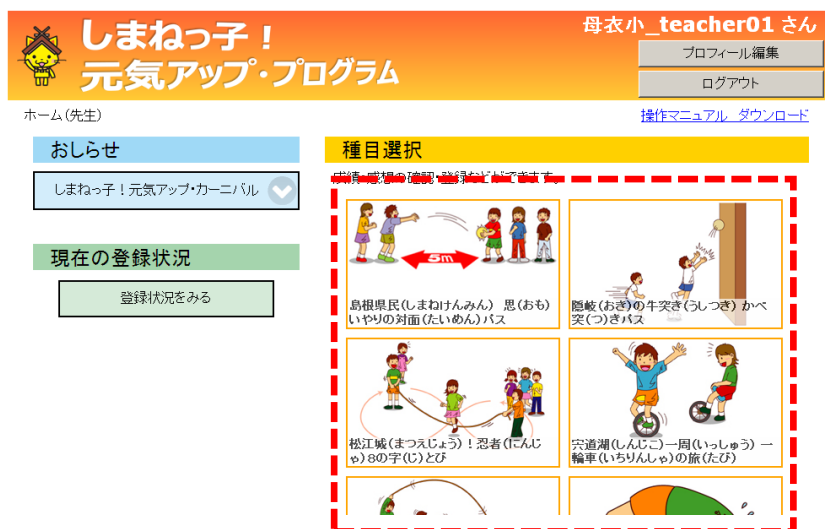 しまねっ子！
元気アップ・プログラム
母衣小_teacher01 さん
プロフィール編集
ログアウト
ホーム(先生)
操作マニュアル ダウンロード
おしらせ
しまねっ子！元気アップ・カーニバル
現在の登録状況
登録状況をみる
種目選択
成績・感想の確認・登録などができます。
5m
島根県民(しまねけんみん) 思(おも)
いやりの対面(たいめん)パス
隠岐(おき)の牛突き(うしつき) かべ
突(つ)きパス
松江城(まつえじょう)！忍者(にんじ
ゃ)8の字(じ)とび
宍道湖(しんじこ)一周(いっしゅう) 一
輪車(いちりんしゃ)の旅(たび)